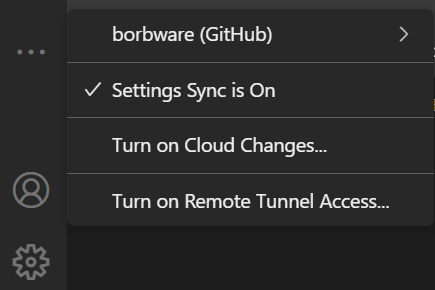 borbware (GitHub)
Settings Sync is On
Turn on Cloud Changes...
Turn on Remote Tunnel Access...